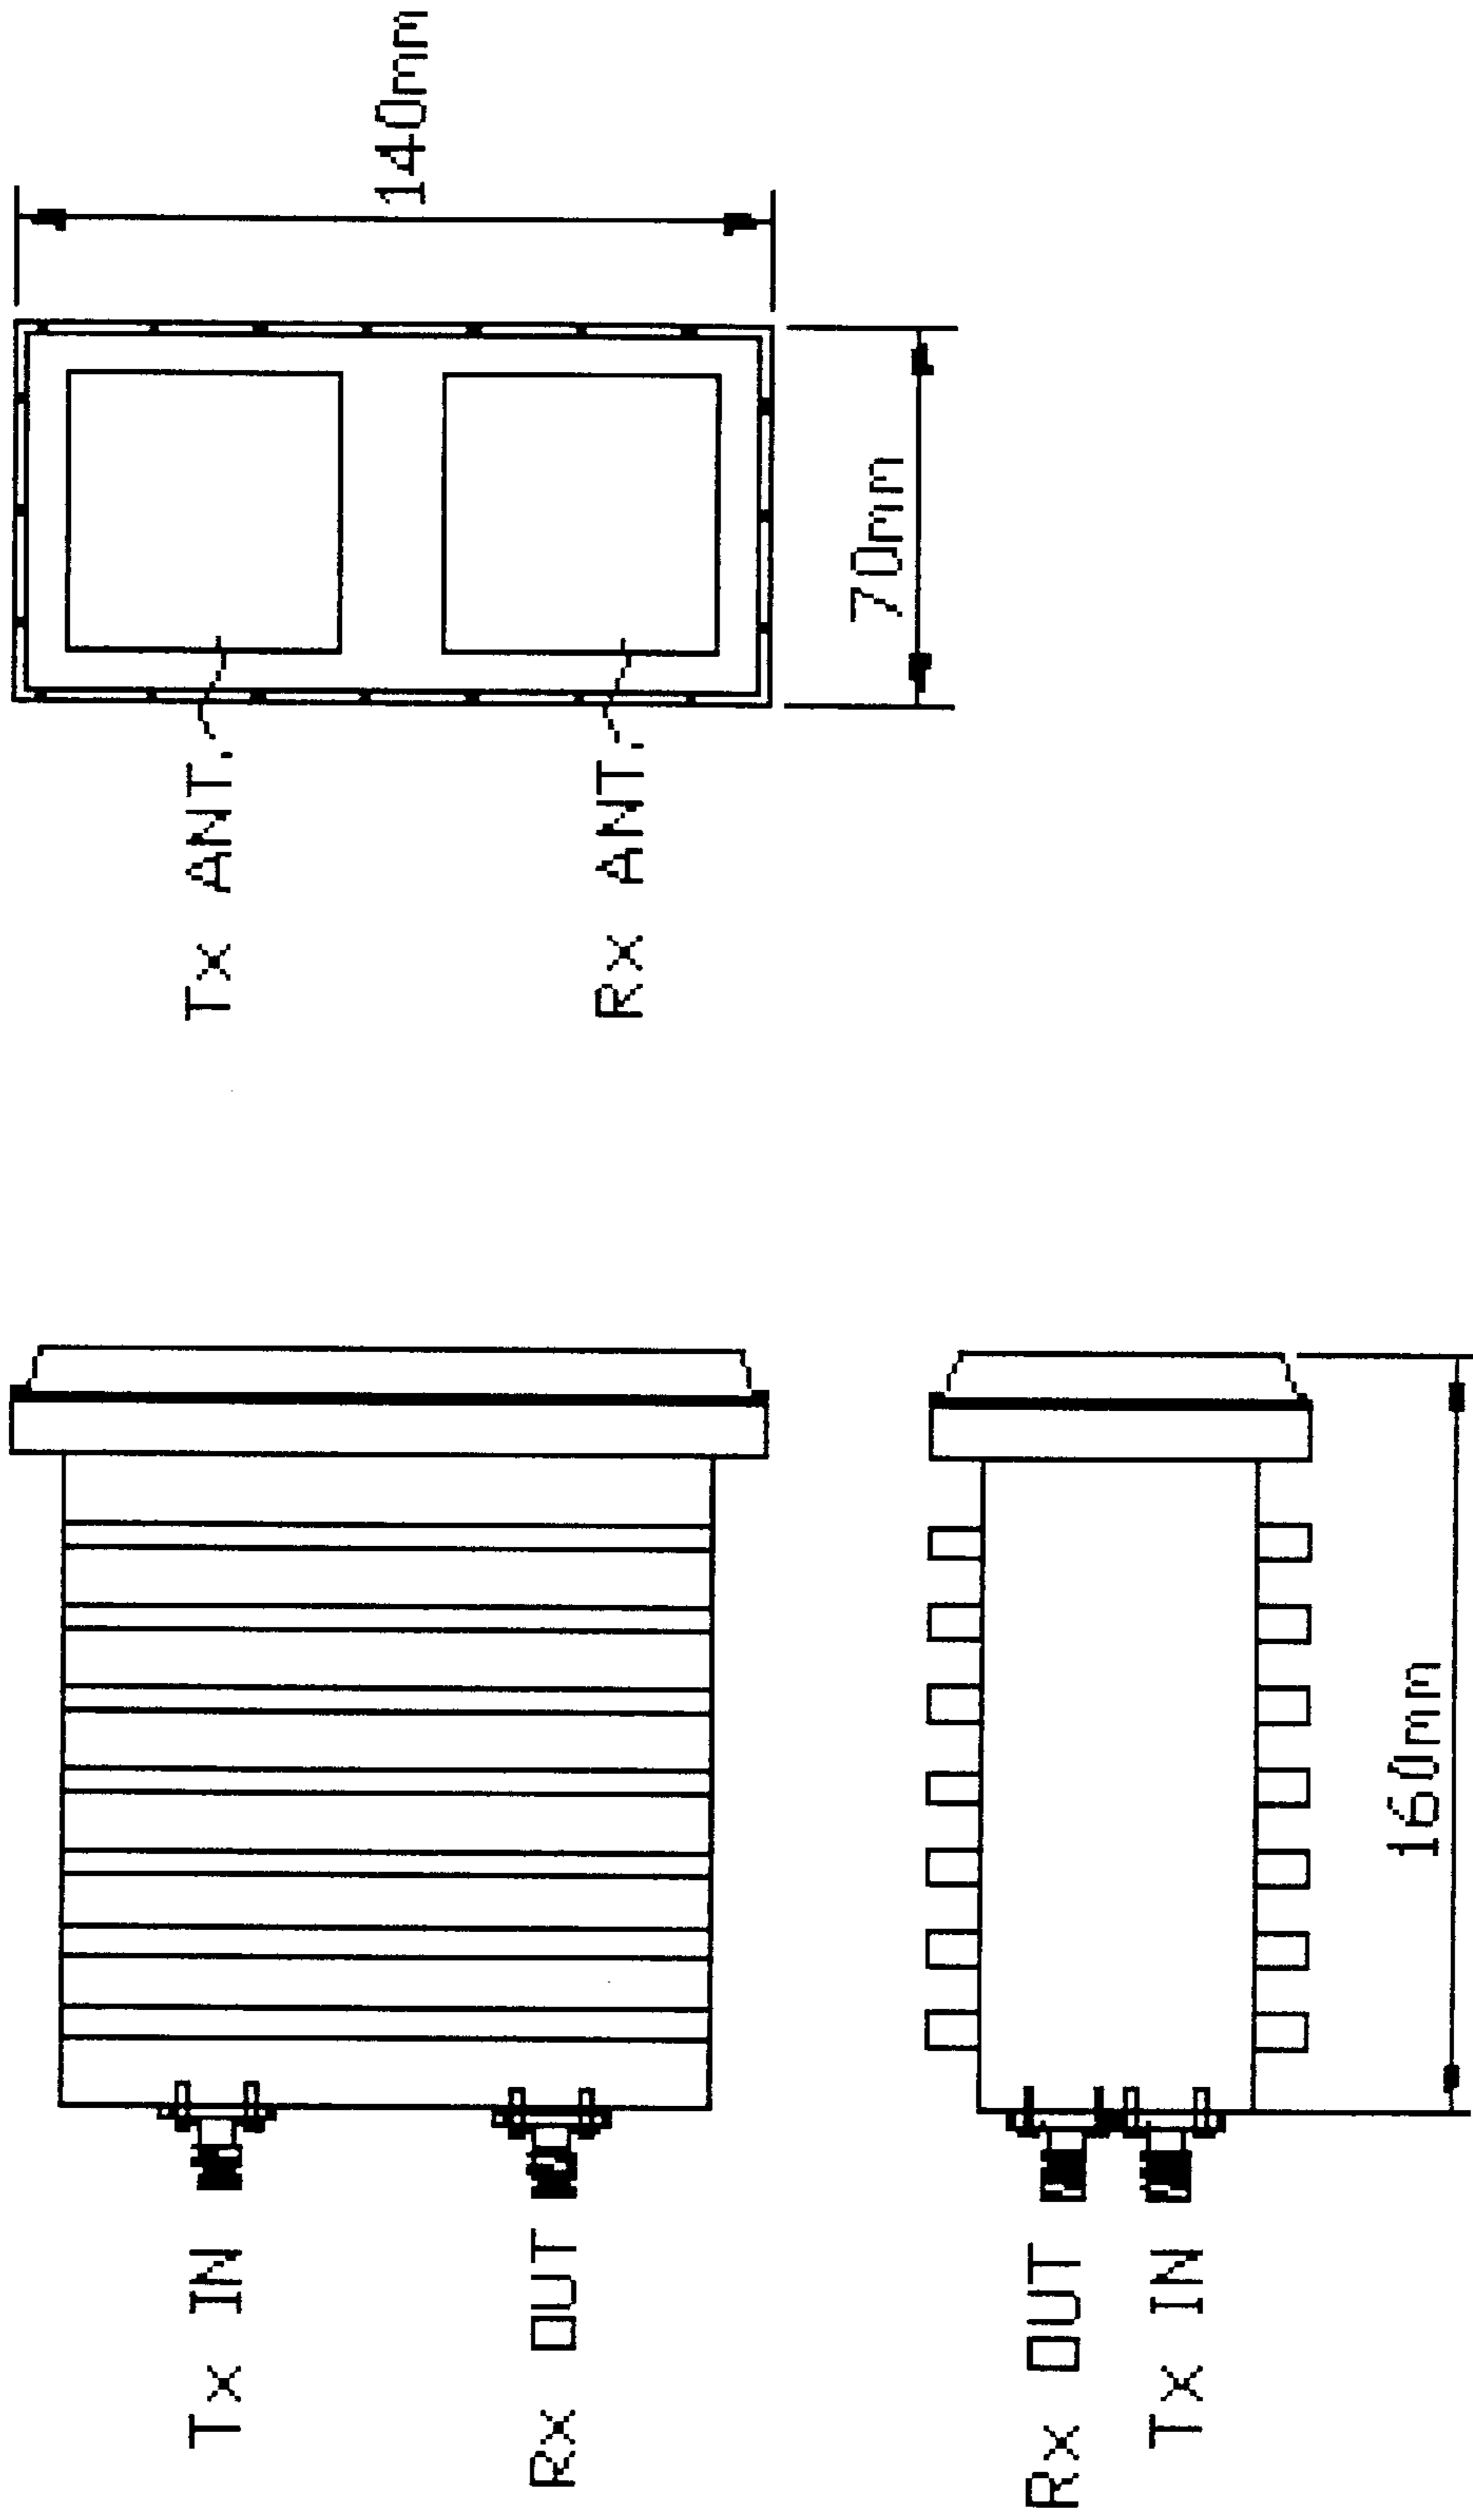 140mm
70mm
Tx ANT.
Rx ANT.
160mm
Tx IN
Rx OUT
Rx OUT
Tx IN